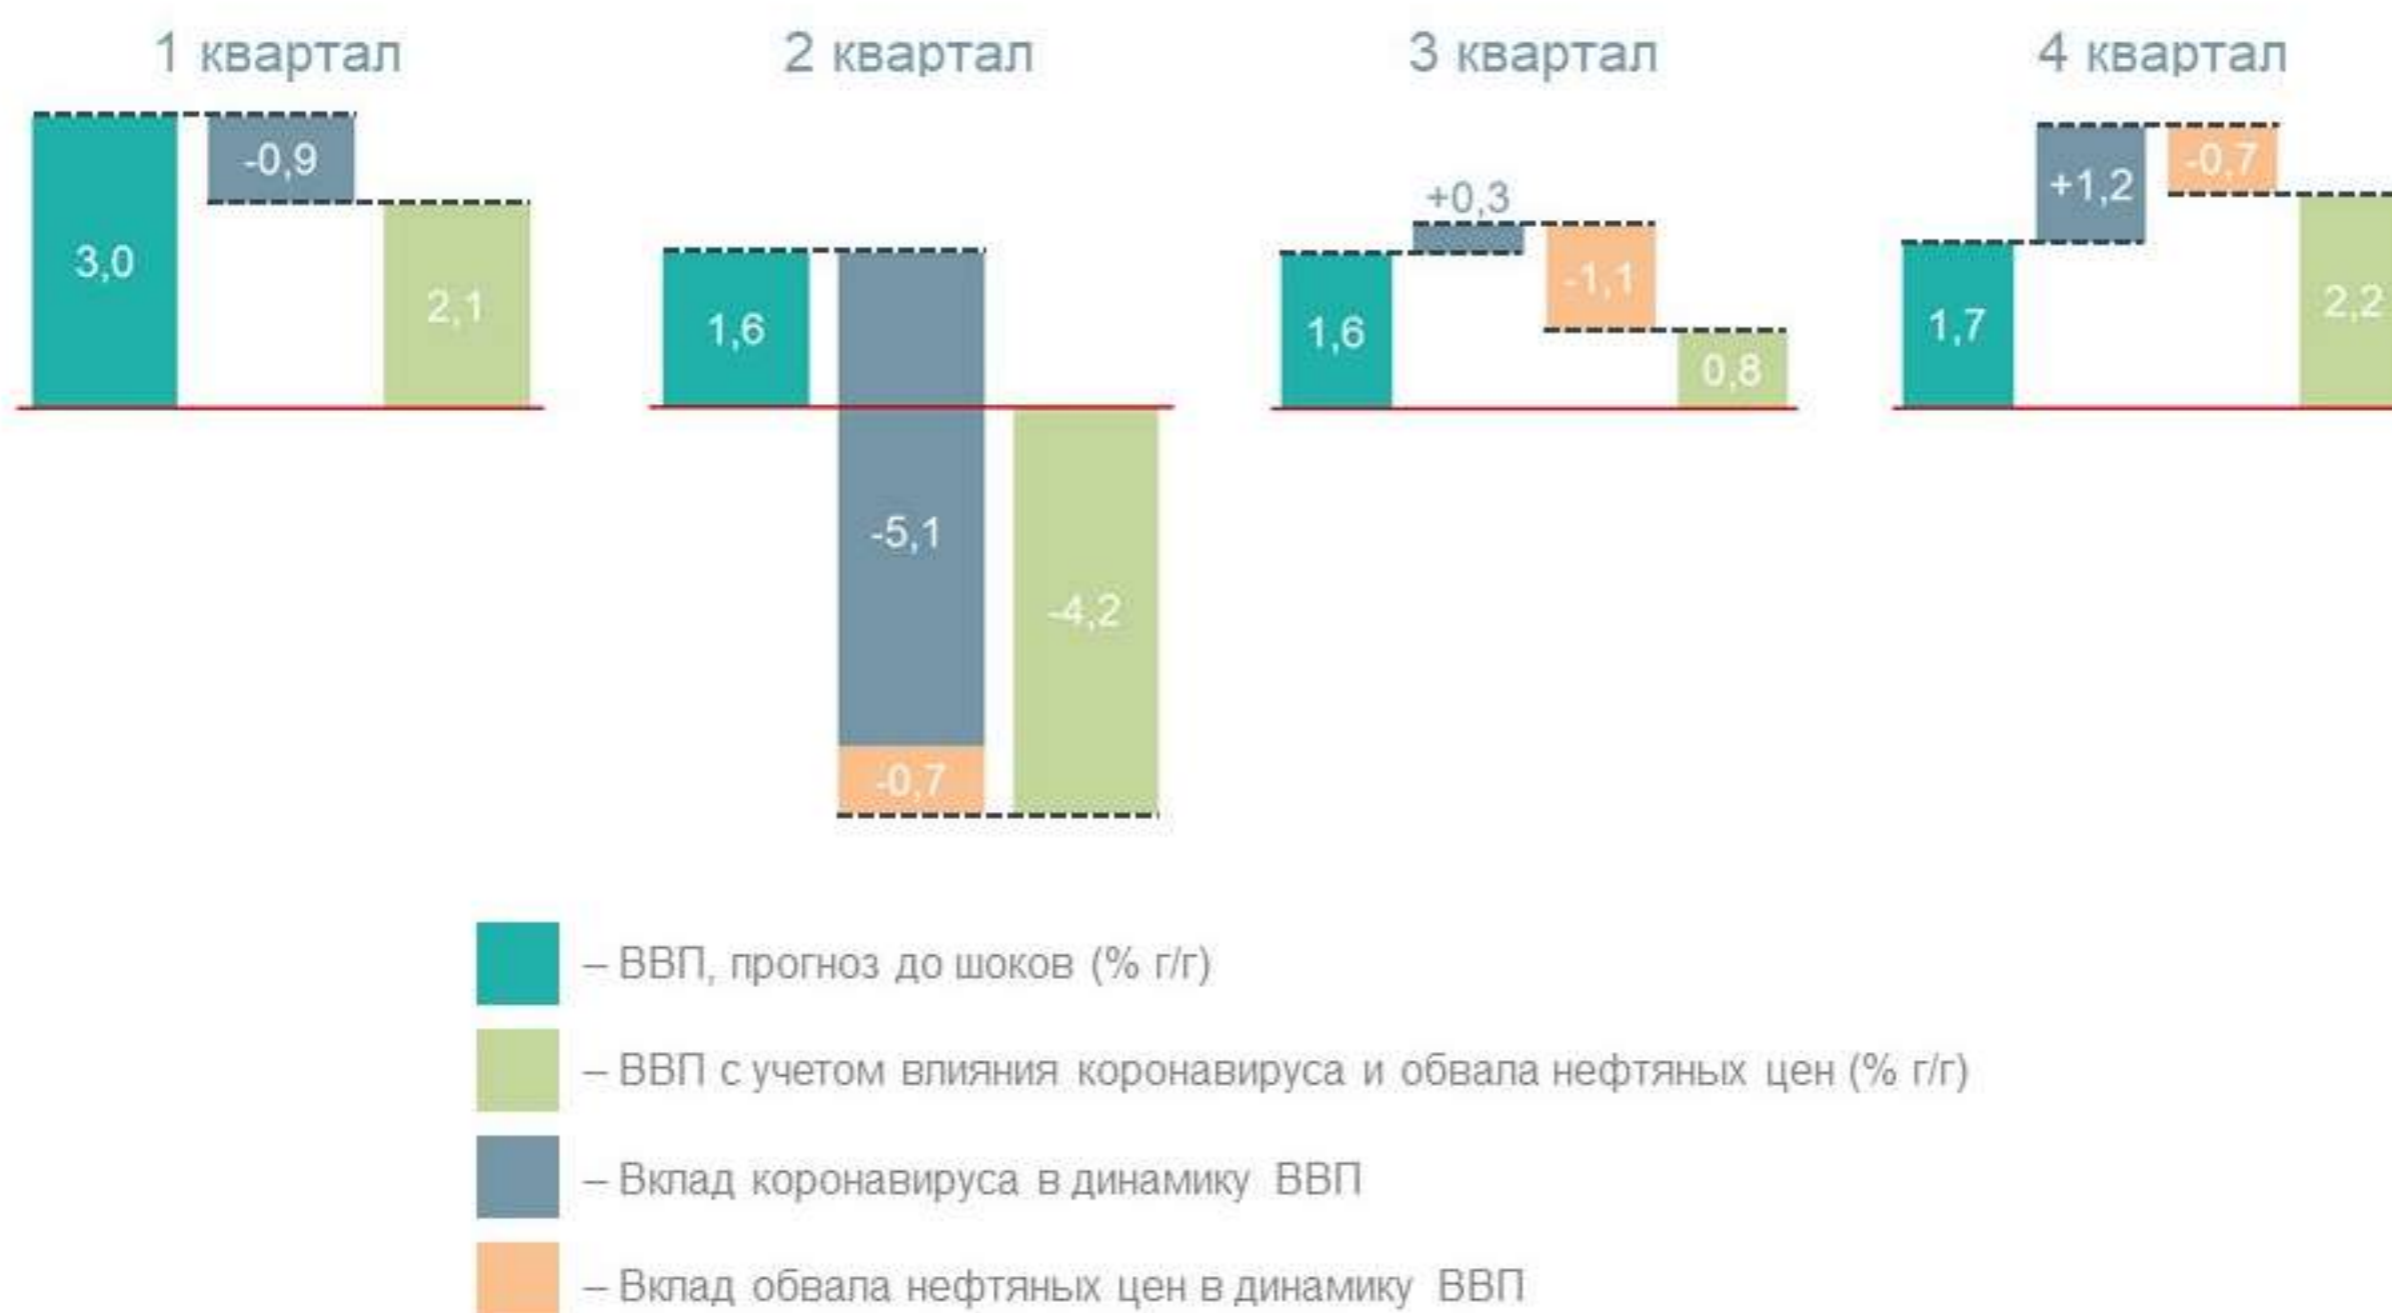 1 квартал
2 квартал
3 квартал
4 квартал
3,0
-0,9
2,1
1,6
-5,1
-0,7
-4,2
1,6
+0,3
-1,1
0,8
1,7
+1,2
-0,7
2,2
– ВВП, прогноз до шоков (% г/г)
– ВВП с учетом влияния коронавируса и обвала нефтяных цен (% г/г)
– Вклад коронавируса в динамику ВВП
– Вклад обвала нефтяных цен в динамику ВВП